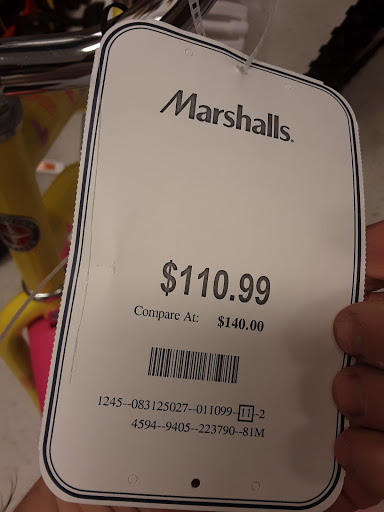 Marshalls.
$110.99
Compare At: $140.00
1245--083125027--011099--11--2
4594--9405--223790--81M